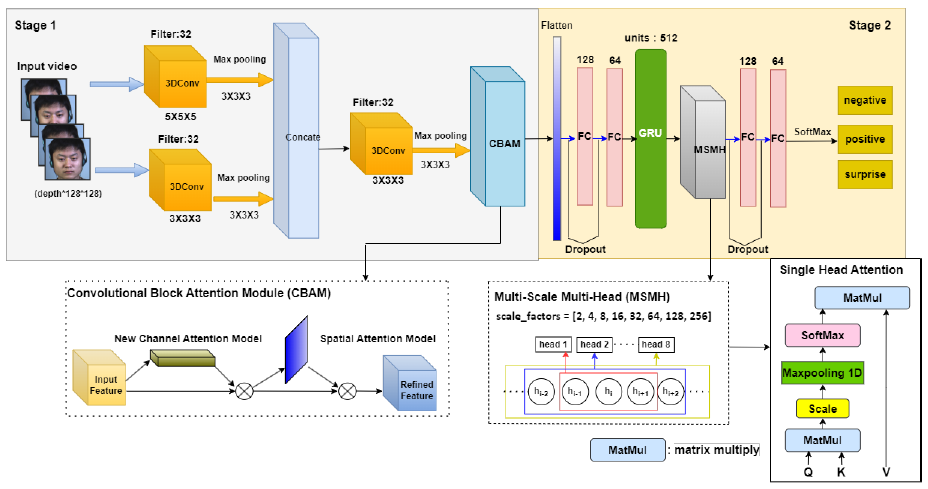 Stage 1
Input video
(depth*128*128)
Filter:32
3DConv
5X5X5
Max pooling
3X3X3
Filter:32
3DConv
3X3X3
Max pooling
3X3X3
Concate
Filter:32
3DConv
3X3X3
Max pooling
3X3X3
CBAM
Stage 2
Flatten
128
FC
64
FC
Dropout
units : 512
GRU
MSMH
128
FC
64
FC
Dropout
SoftMax
negative
positive
surprise
Convolutional Block Attention Module (CBAM)
New Channel Attention Model
Spatial Attention Model
Input
Feature
Refined
Feature
Multi-Scale Multi-Head (MSMH)
scale_factors = [2, 4, 8, 16, 32, 64, 128, 256]
head 1
head 2
head 8
h_{i-2}
h_{i-1}
h_i
h_{i+1}
h_{i+2}
MatMul
: matrix multiply
Single Head Attention
MatMul
SoftMax
Maxpooling 1D
Scale
MatMul
Q
K
V